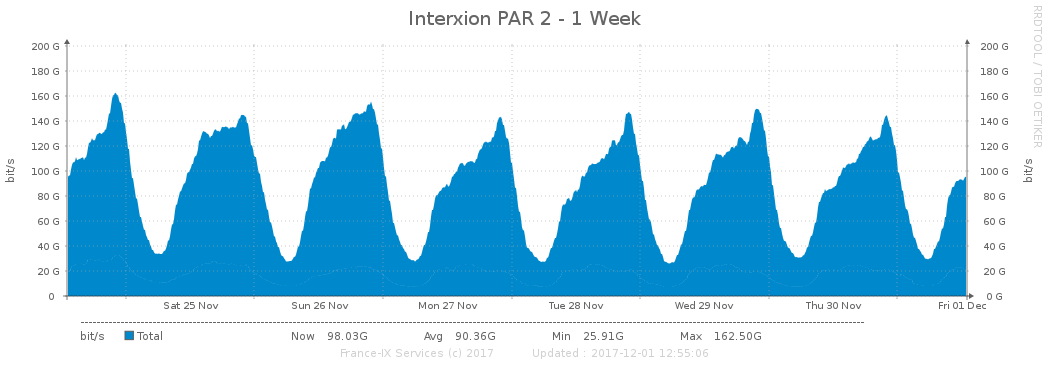 Interxion PAR 2 - 1 Week
RRDTOOL / TOBI OETIKER
200 G 200 G
180 G 180 G
160 G 160 G
140 G 140 G
120 G 120 G
100 G 100 G
80 G 80 G
60 G 60 G
40 G 40 G
20 G 20 G
0 0 G
bit/s
bit/s
Sat 25 Nov Sun 26 Nov Mon 27 Nov Tue 28 Nov Wed 29 Nov Thu 30 Nov Fri 01 Dec
bit/s Total Now 98.03G Avg 90.36G Min 25.91G Max 162.50G
France-IX Services (c) 2017 Updated : 2017-12-01 12:55:06